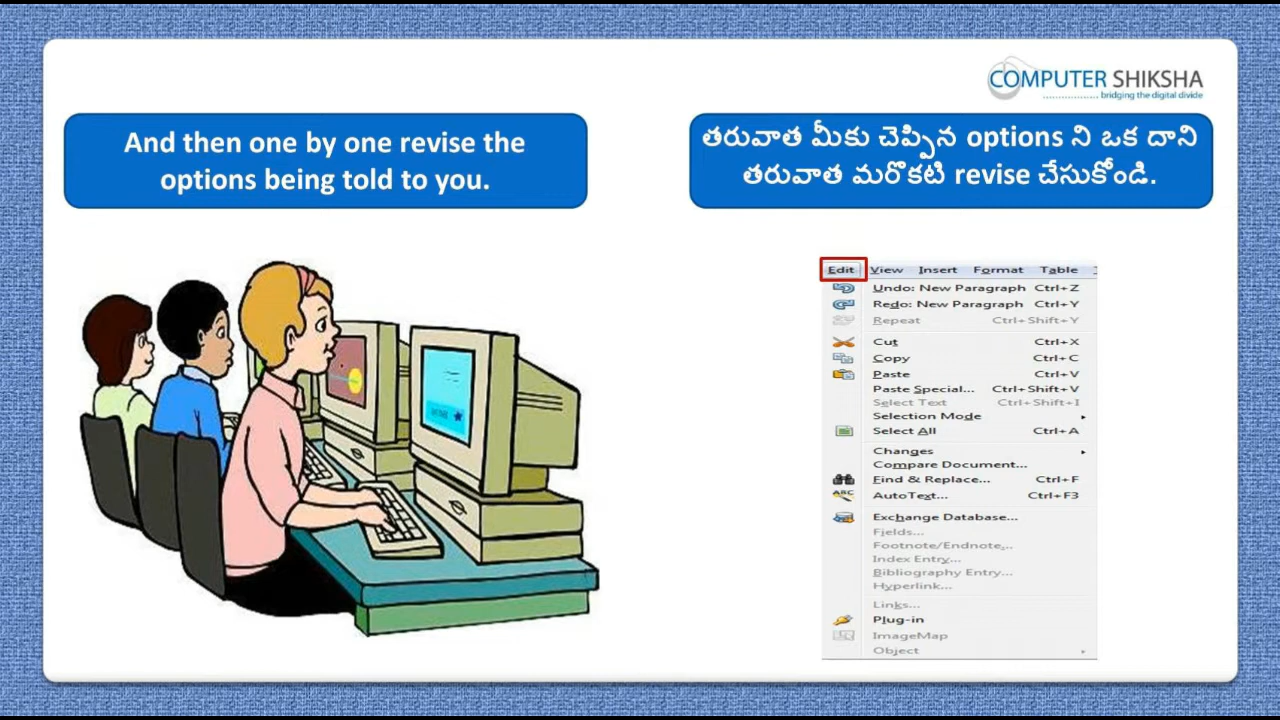 COMPUTER SHIKSHA
bridging the digital divide
And then one by one revise the
options being told to you.
తరువాత మీకు చెప్పిన options ని ఒక దాని
తరువాత మరొకటి revise చేసుకోండి.
Edit View Insert Format Table
Undo: New Paragraph Ctrl+Z
Redo: New Paragraph Ctrl+Y
Repeat Ctrl+Shift+Y
Cut Ctrl+X
Copy Ctrl+C
Paste Ctrl+V
Paste Special... Ctrl+Shift+V
Select Text Ctrl+Shift+I
Selection Mode
Select All Ctrl+A
Changes
Compare Document...
Find & Replace... Ctrl+F
AutoText... Ctrl+F3
Exchange Database...
Fields...
Footnote/Endnote...
Index Entry...
Bibliography Entry...
Hyperlink...
Links...
Plug-in
ImageMap
Object